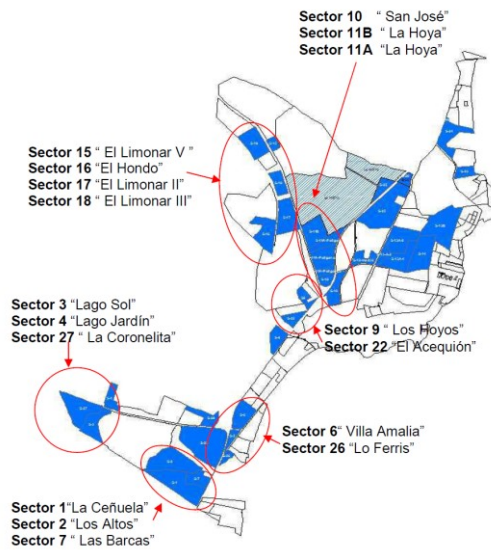 Sector 10 “ San José”
Sector 11B “ La Hoya”
Sector 11A “ La Hoya”
Sector 15 “ El Limonar V ”
Sector 16 “El Hondo”
Sector 17 “El Limonar II”
Sector 18 “ El Limonar III”
Sector 3 “Lago Sol”
Sector 4 “Lago Jardín”
Sector 27 “La Coronelita”
Sector 9 “ Los Hoyos”
Sector 22 “El Acequión”
Sector 6“ Villa Amalia”
Sector 26 “Lo Ferris”
Sector 1“La Ceñuela”
Sector 2 “Los Altos”
Sector 7 “ Las Barcas”